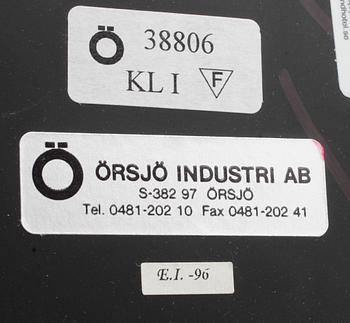 Ö 38806
KL I F
Ö ÖRSJÖ INDUSTRI AB
S-382 97 ÖRSJÖ
Tel. 0481-202 10 Fax 0481-202 41
E.I. -96